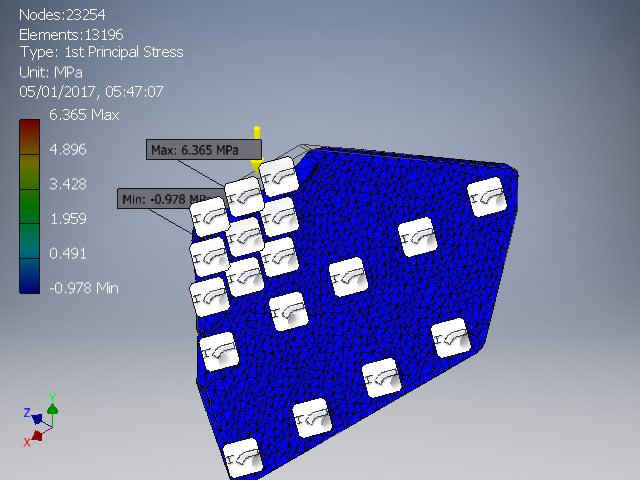 Nodes:23254
Elements:13196
Type: 1st Principal Stress
Unit: MPa
05/01/2017, 05:47:07
6.365 Max
4.896
3.428
1.959
0.491
-0.978 Min
Max: 6.365 MPa
Min: -0.978
Y
Z
X